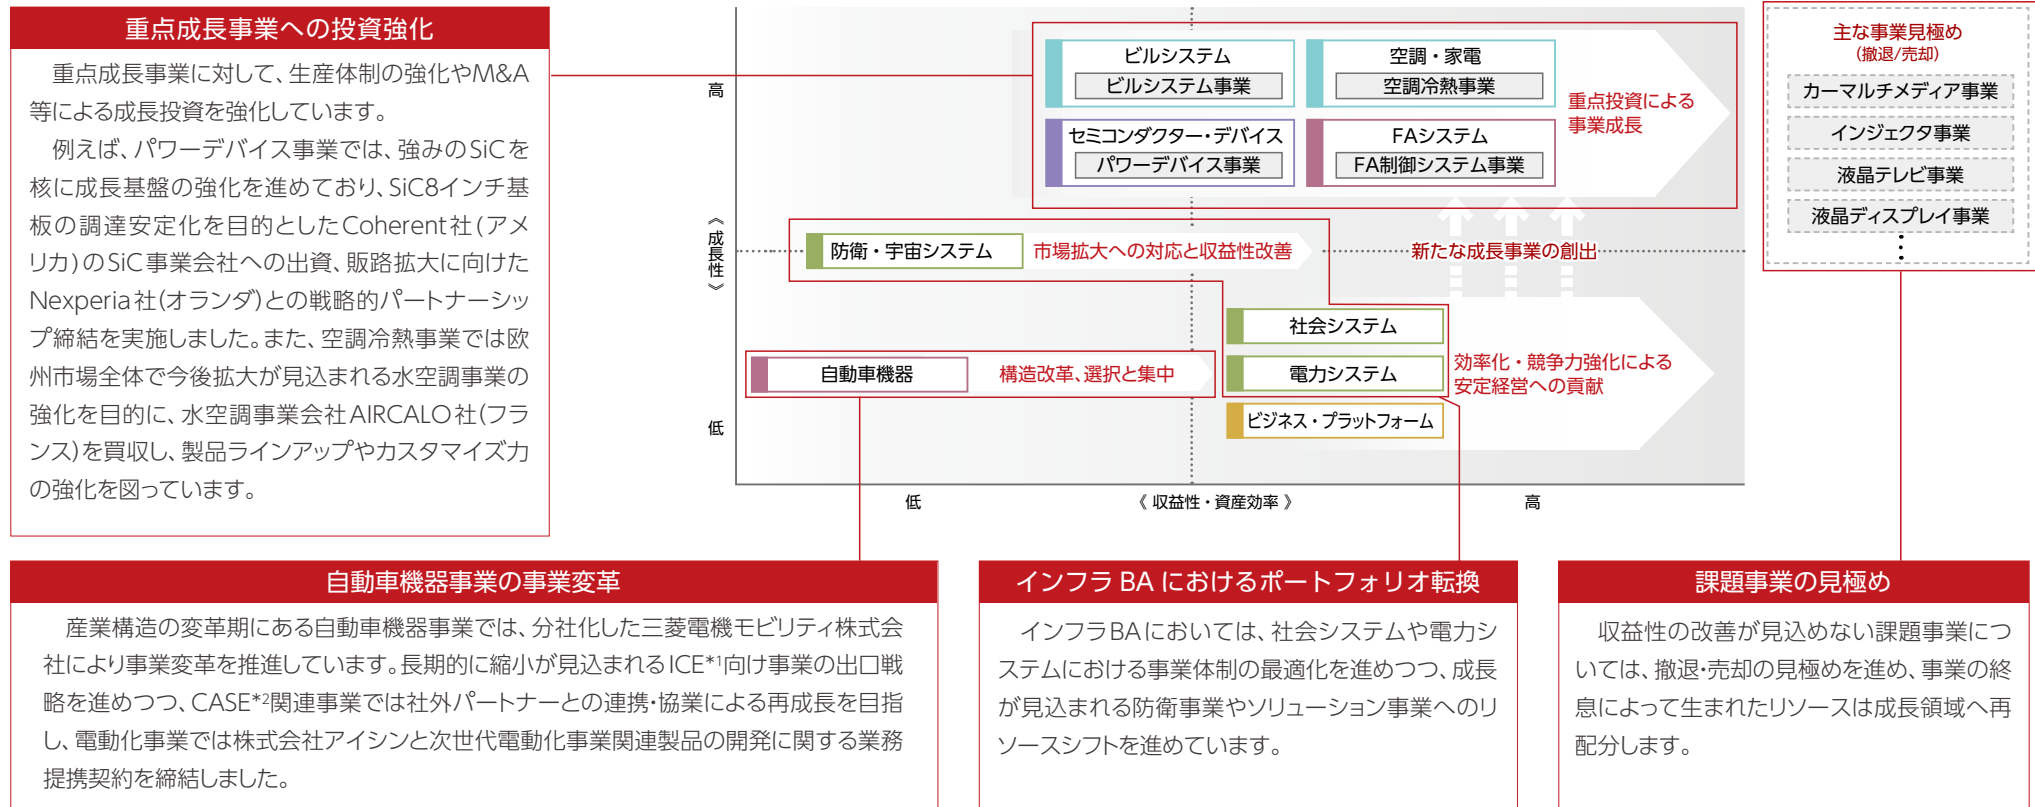 重点成長事業への投資強化
重点成長事業に対して、生産体制の強化やM&A
等による成長投資を強化しています。
例えば、パワーデバイス事業では、強みのSiCを
核に成長基盤の強化を進めており、SiC8インチ基
板の調達安定化を目的としたCoherent社(アメ
リカ)のSiC事業会社への出資、販路拡大に向けた
Nexperia社(オランダ)との戦略的パートナーシッ
プ締結を実施しました。また、空調冷熱事業では欧
州市場全体で今後拡大が見込まれる水空調事業の
強化を目的に、水空調事業会社AIRCALO社(フラ
ンス)を買収し、製品ラインアップやカスタマイズ力
の強化を図っています。
高
《成長性》
低
ビルシステム
ビルシステム事業
空調・家電
空調冷熱事業
セミコンダクター・デバイス
パワーデバイス事業
FAシステム
FA制御システム事業
重点投資による
事業成長
防衛・宇宙システム
市場拡大への対応と収益性改善
新たな成長事業の創出
社会システム
自動車機器
構造改革、選択と集中
電力システム
効率化・競争力強化による
安定経営への貢献
ビジネス・プラットフォーム
低
《 収益性・資産効率 》
高
主な事業見極め
(撤退/売却)
カーマルチメディア事業
インジェクタ事業
液晶テレビ事業
液晶ディスプレイ事業
⋮
自動車機器事業の事業変革
産業構造の変革期にある自動車機器事業では、分社化した三菱電機モビリティ株式会
社により事業変革を推進しています。長期的に縮小が見込まれるICE*1向け事業の出口戦
略を進めつつ、CASE*2関連事業では社外パートナーとの連携・協業による再成長を目指
し、電動化事業では株式会社アイシンと次世代電動化事業関連製品の開発に関する業務
提携契約を締結しました。
インフラ BA におけるポートフォリオ転換
インフラBAにおいては、社会システムや電力シ
ステムにおける事業体制の最適化を進めつつ、成長
が見込まれる防衛事業やソリューション事業へのリ
ソースシフトを進めています。
課題事業の見極め
収益性の改善が見込めない課題事業につ
いては、撤退・売却の見極めを進め、事業の終
息によって生まれたリソースは成長領域へ再
配分します。